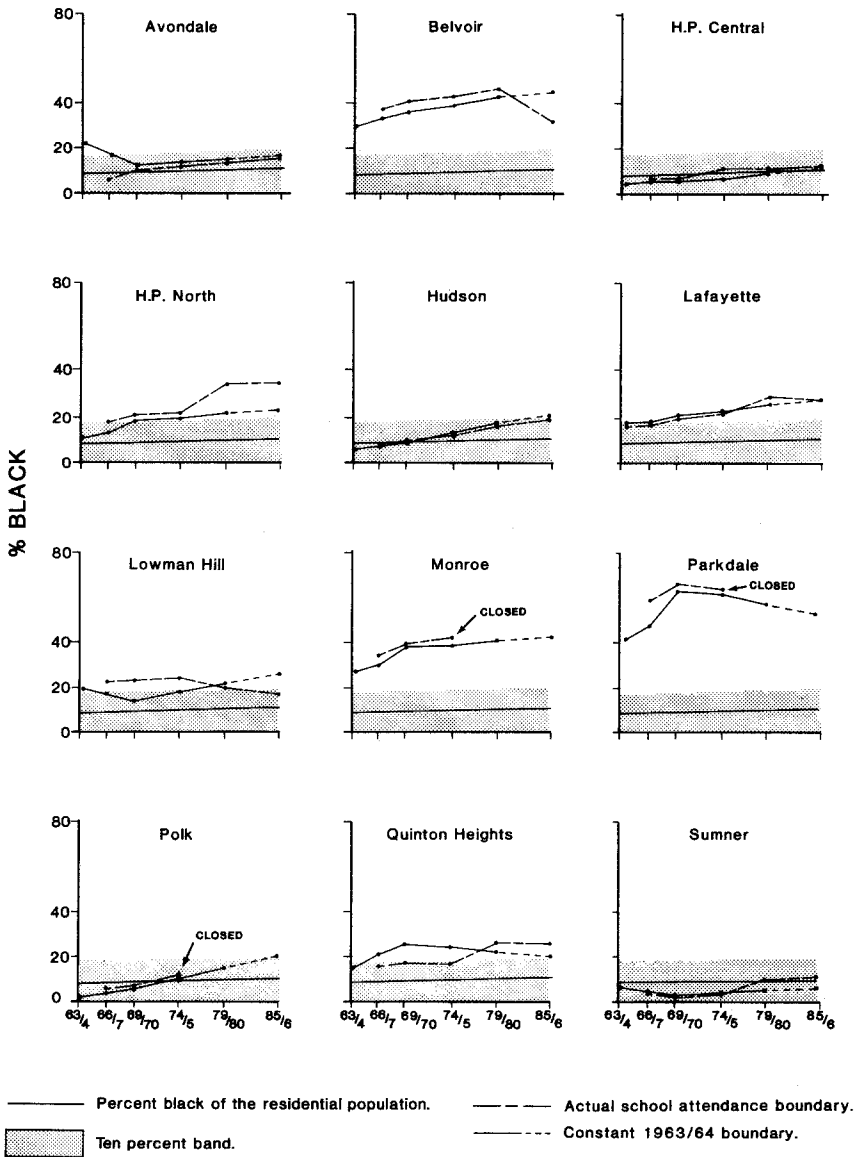 % BLACK
80
40
20
0
Avondale
Belvoir
H.P. Central
80
40
20
0
H.P. North
Hudson
Lafayette
80
40
20
0
Lowman Hill
Monroe
CLOSED
Parkdale
CLOSED
80
40
20
0
Polk
CLOSED
Quinton Heights
Sumner
63/4 66/7 69/70 74/5 79/80 85/6
63/4 66/7 69/70 74/5 79/80 85/6
63/4 66/7 69/70 74/5 79/80 85/6
Percent black of the residential population.
Actual school attendance boundary.
Ten percent band.
Constant 1963/64 boundary.